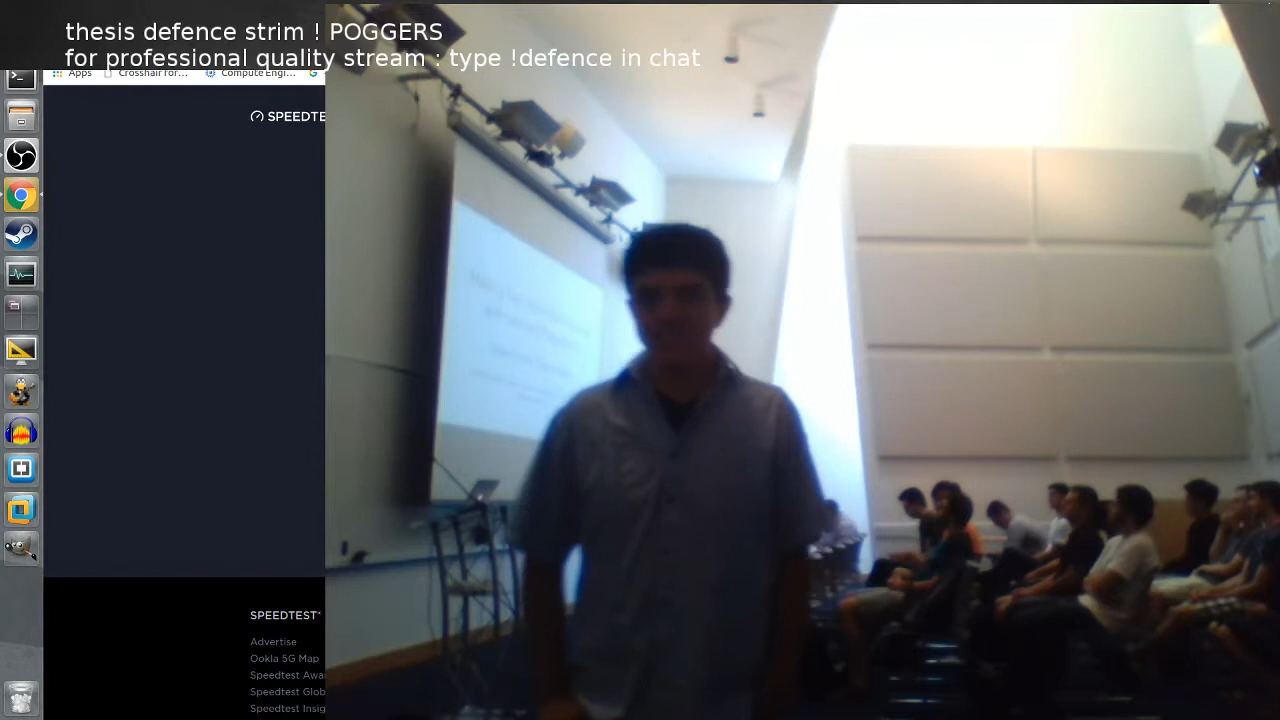 thesis defence strim ! POGGERS
for professional quality stream : type !defence in chat
Apps Crosshair for... Compute Engi...
SPEEDTE
SPEEDTEST
Advertise
Ookla 5G Map
Speedtest Awa
Speedtest Glob
Speedtest Insig